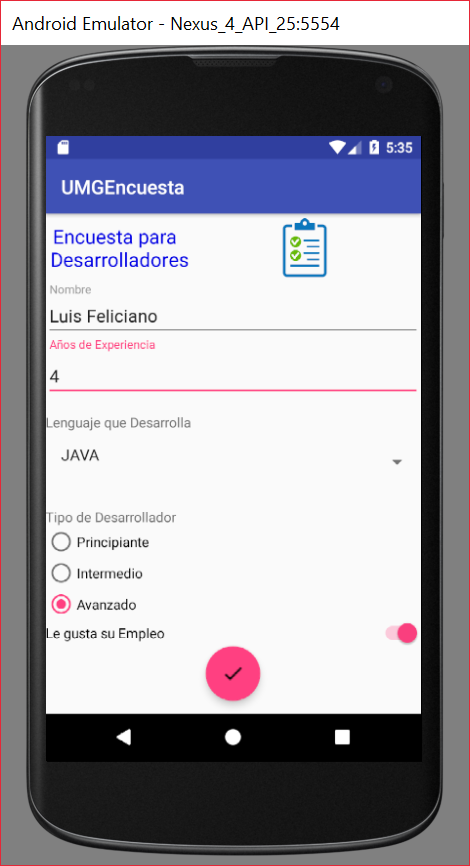 Android Emulator - Nexus_4_API_25:5554
5:35
UMGEncuesta
Encuesta para
Desarrolladores
Nombre
Luis Feliciano
Años de Experiencia
4
Lenguaje que Desarrolla
JAVA
Tipo de Desarrollador
Principiante
Intermedio
Avanzado
Le gusta su Empleo